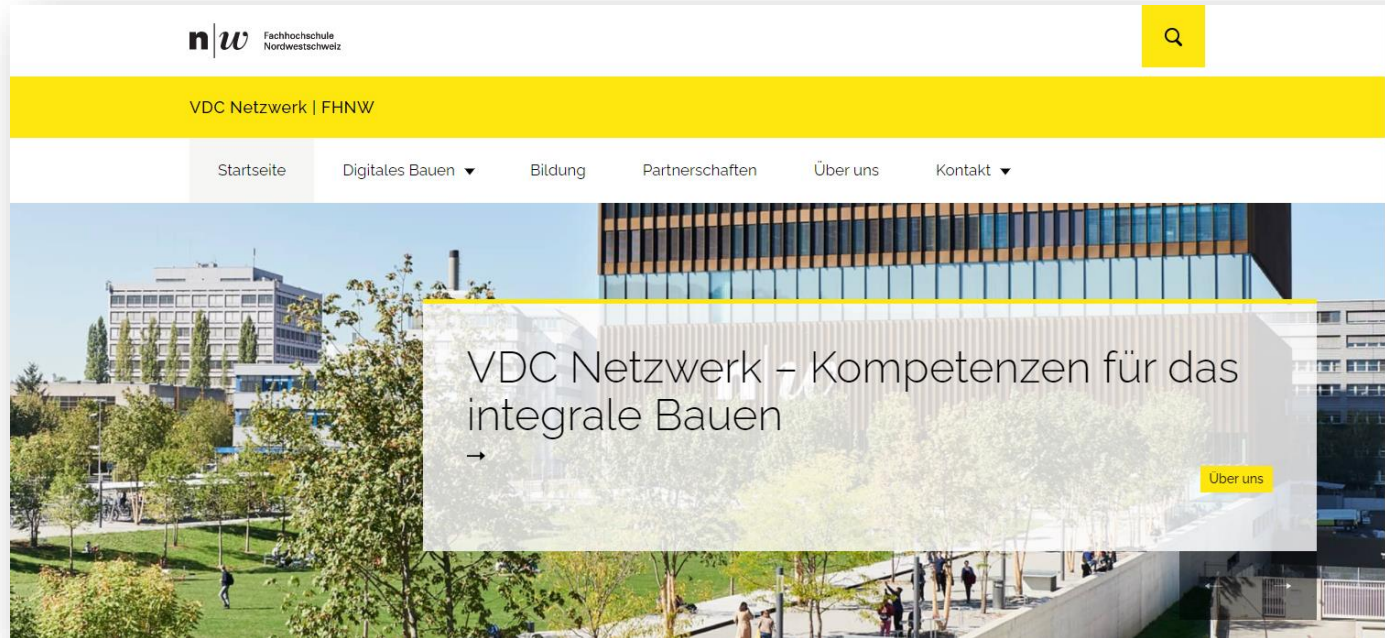 n|w Fachhochschule
Nordwestschweiz
VDC Netzwerk | FHNW
Startseite Digitales Bauen Bildung Partnerschaften Über uns Kontakt
VDC Netzwerk – Kompetenzen für das
integrale Bauen
Über uns